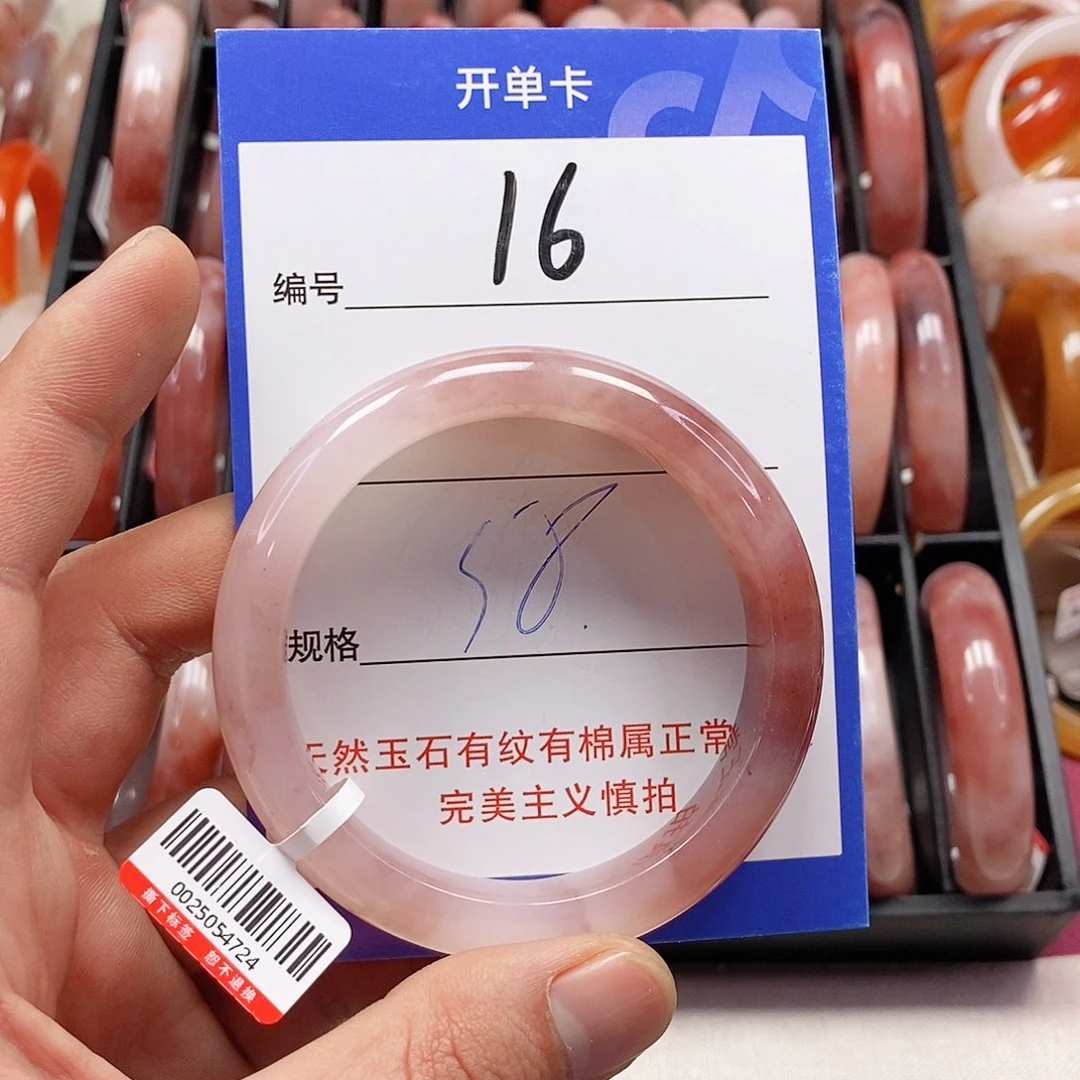 开单卡
编号 16
规格 58.
天然玉石有纹有棉属正常
完美主义慎拍
0025054724
撕下标签 恕不退换